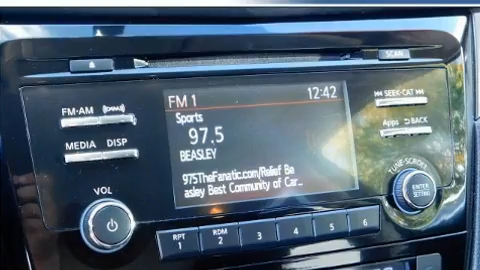 SCAN
FM·AM
MEDIA DISP
VOL
FM 1 12:42
Sports
97.5
BEASLEY
975TheFanatic.com/Relief Be
asley Best Community of Car...
SEEK·CAT
Apps BACK
TUNE·SCROLL
ENTER
SETTING
RPT 1
RDM 2
3
4
5
6